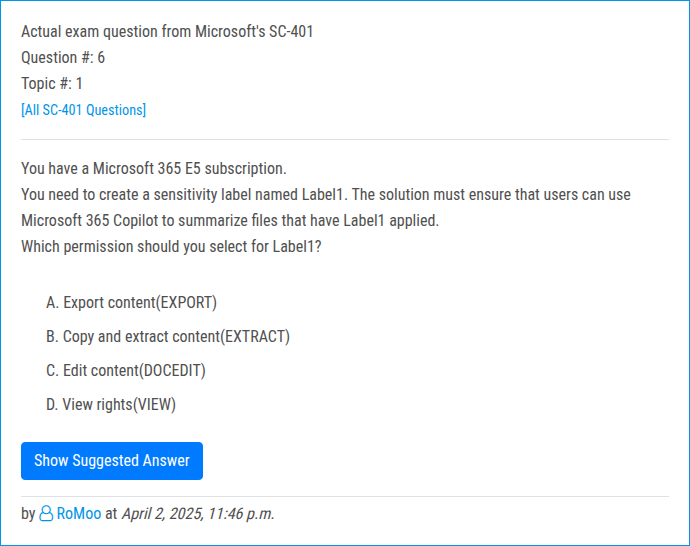 Actual exam question from Microsoft's SC-401
Question #: 6
Topic #: 1
[All SC-401 Questions]
You have a Microsoft 365 E5 subscription.
You need to create a sensitivity label named Label1. The solution must ensure that users can use
Microsoft 365 Copilot to summarize files that have Label1 applied.
Which permission should you select for Label1?
A. Export content(EXPORT)
B. Copy and extract content(EXTRACT)
C. Edit content(DOCEDIT)
D. View rights(VIEW)
Show Suggested Answer
by RoMoo at April 2, 2025, 11:46 p.m.